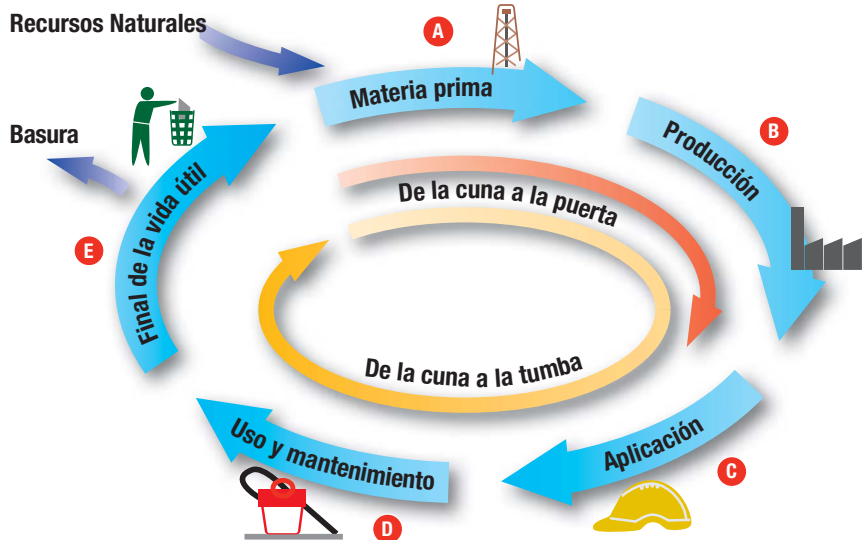 Recursos Naturales
A
Materia prima
B
Producción
Basura
De la cuna a la puerta
E
Final de la vida útil
De la cuna a la tumba
Aplicación
C
Uso y mantenimiento
D